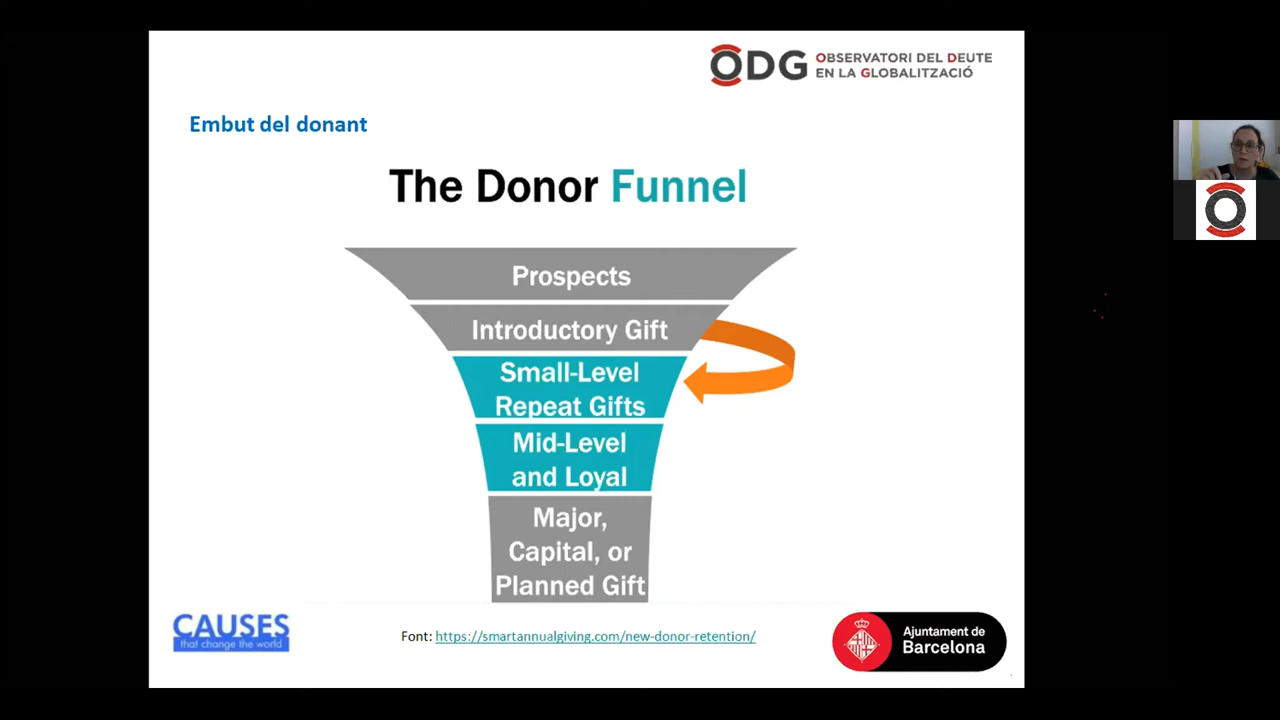 ODG OBSERVATORI DEL DEUTE
EN LA GLOBALITZACIÓ
Embut del donant
The Donor Funnel
Prospects
Introductory Gift
Small-Level
Repeat Gifts
Mid-Level
and Loyal
Major,
Capital, or
Planned Gift
CAUSES
that change the world
Font: https://smartannualgiving.com/new-donor-retention/
Ajuntament de
Barcelona